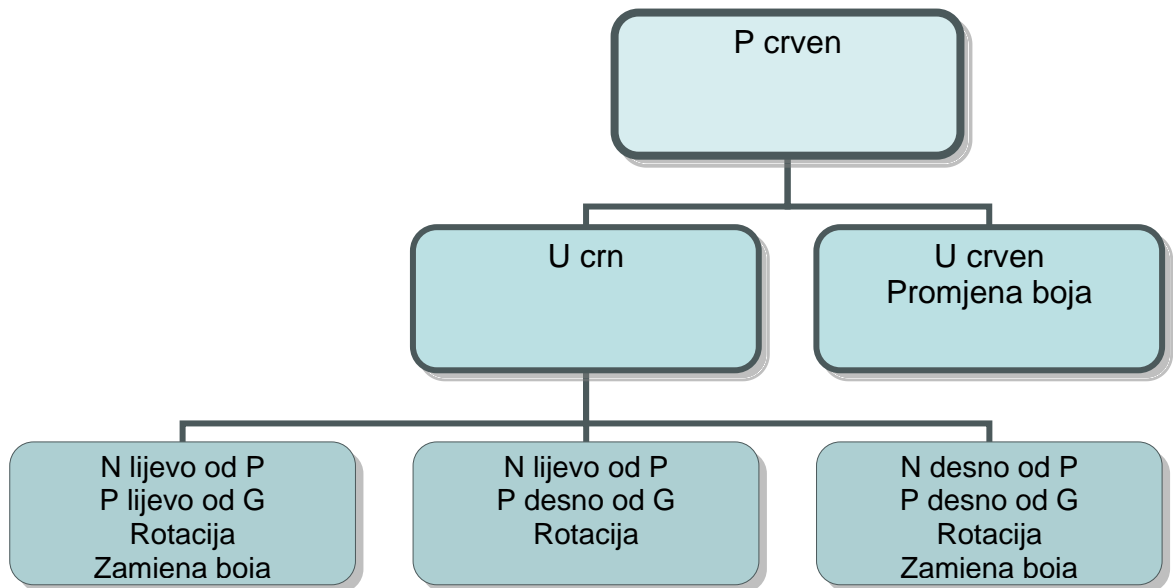 P crven
U crn
U crven
Promjena boja
N lijevo od P
P lijevo od G
Rotacija
Zamjena boja
N lijevo od P
P desno od G
Rotacija
N desno od P
P desno od G
Rotacija
Zamjena boja